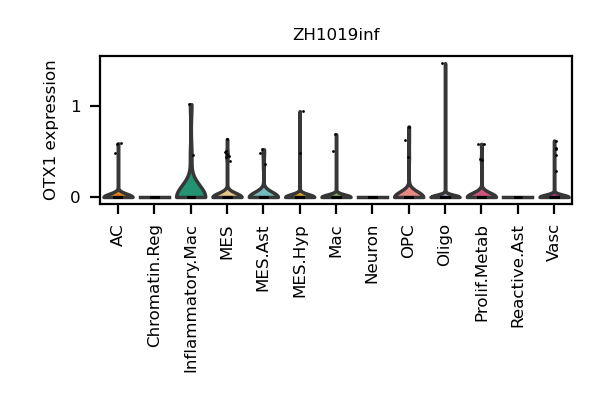 ZH1019inf
OTX1 expression
1
0
AC
Chromatin.Reg
Inflammatory.Mac
MES
MES.Ast
MES.Hyp
Mac
Neuron
OPC
Oligo
Prolif.Metab
Reactive.Ast
Vasc